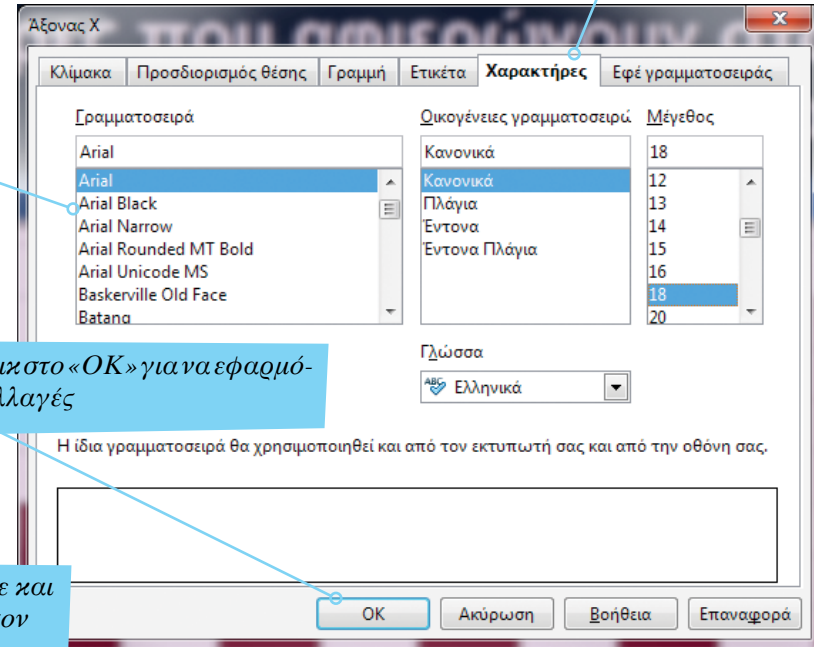 Άξονας Χ
Κλίμακα Προσδιορισμός θέσης Γραμμή Ετικέτα Χαρακτήρες Εφέ γραμματοσειράς
Γραμματοσειρά Οικογένειες γραμματοσειρώ Μέγεθος
Arial Κανονικά 18
Arial Κανονικά 12
Arial Black Πλάγια 13
Arial Narrow Έντονα 14
Arial Rounded MT Bold Έντονα Πλάγια 15
Arial Unicode MS 16
Baskerville Old Face 18
Batang 20
Γλώσσα
ABC Ελληνικά
ικ στο «ΟΚ» για να εφαρμό-
λλαγές
Η ίδια γραμματοσειρά θα χρησιμοποιηθεί και από τον εκτυπωτή σας και από την οθόνη σας.
ε και
ον
OK Ακύρωση Βοήθεια Επαναφορά